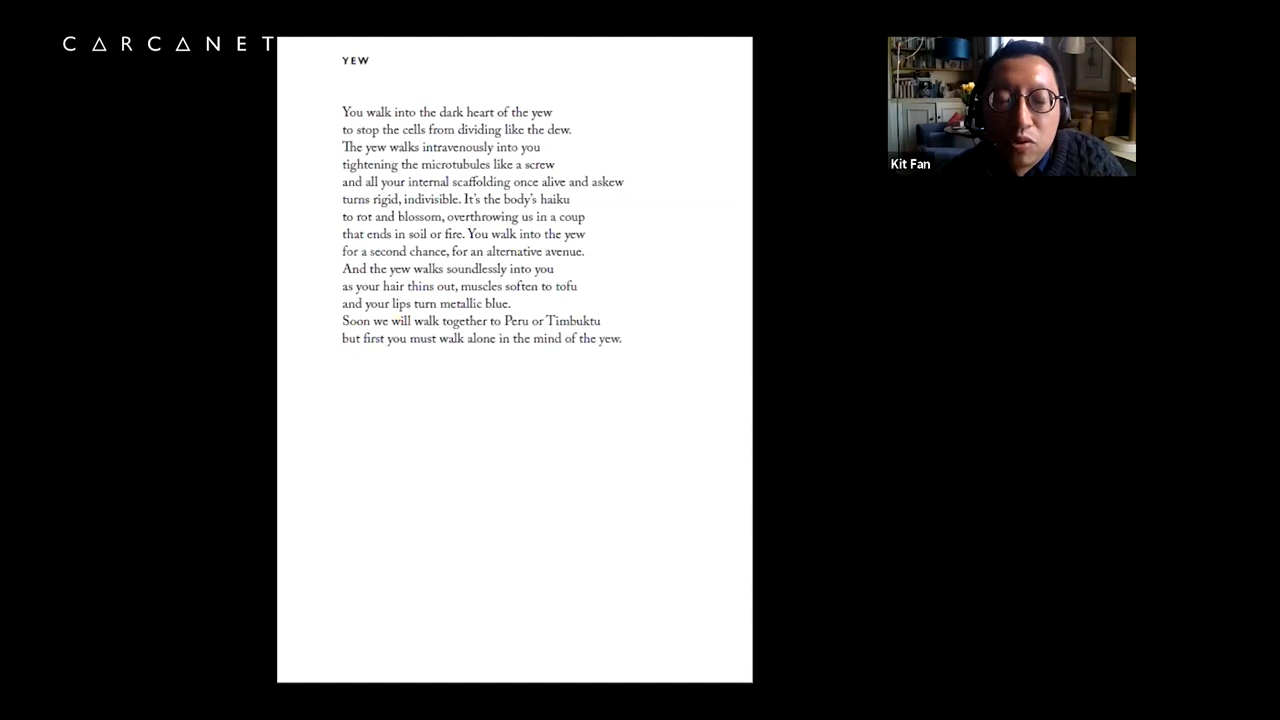 CARCANET
YEW
You walk into the dark heart of the yew
to stop the cells from dividing like the dew.
The yew walks intravenously into you
tightening the microtubules like a screw
and all your internal scaffolding once alive and askew
turns rigid, indivisible. It's the body's haiku
to rot and blossom, overthrowing us in a coup
that ends in soil or fire. You walk into the yew
for a second chance, for an alternative avenue.
And the yew walks soundlessly into you
as your hair thins out, muscles soften to tofu
and your lips turn metallic blue.
Soon we will walk together to Peru or Timbuktu
but first you must walk alone in the mind of the yew.
Kit Fan